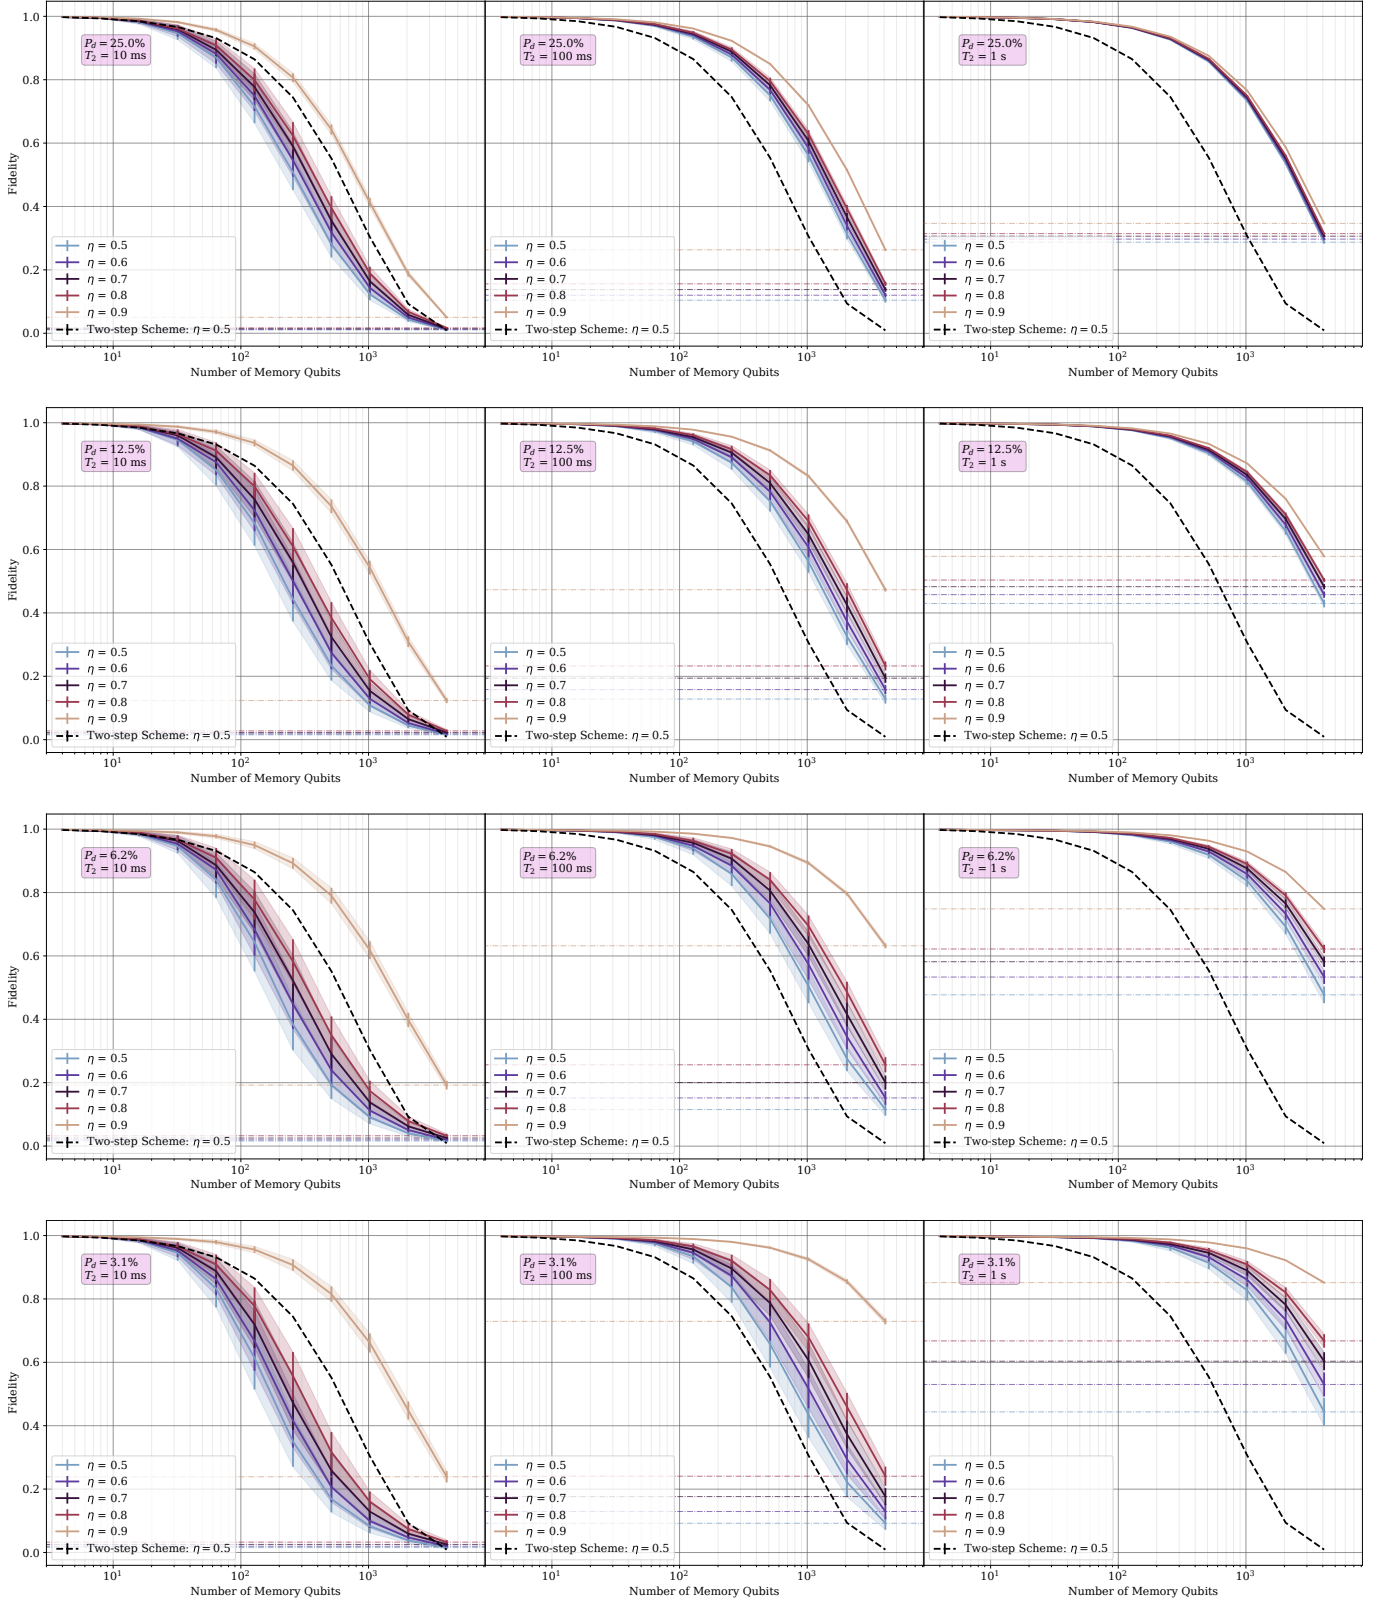 1.0
0.8
0.6
0.4
0.2
0.0
Fidelity
P_d = 25.0%
T_2 = 10 ms
η = 0.5
η = 0.6
η = 0.7
η = 0.8
η = 0.9
Two-step Scheme: η = 0.5
10^1
10^2
10^3
Number of Memory Qubits
P_d = 25.0%
T_2 = 100 ms
η = 0.5
η = 0.6
η = 0.7
η = 0.8
η = 0.9
Two-step Scheme: η = 0.5
10^1
10^2
10^3
Number of Memory Qubits
P_d = 25.0%
T_2 = 1 s
η = 0.5
η = 0.6
η = 0.7
η = 0.8
η = 0.9
Two-step Scheme: η = 0.5
10^1
10^2
10^3
Number of Memory Qubits
1.0
0.8
0.6
0.4
0.2
0.0
Fidelity
P_d = 12.5%
T_2 = 10 ms
η = 0.5
η = 0.6
η = 0.7
η = 0.8
η = 0.9
Two-step Scheme: η = 0.5
10^1
10^2
10^3
Number of Memory Qubits
P_d = 12.5%
T_2 = 100 ms
η = 0.5
η = 0.6
η = 0.7
η = 0.8
η = 0.9
Two-step Scheme: η = 0.5
10^1
10^2
10^3
Number of Memory Qubits
P_d = 12.5%
T_2 = 1 s
η = 0.5
η = 0.6
η = 0.7
η = 0.8
η = 0.9
Two-step Scheme: η = 0.5
10^1
10^2
10^3
Number of Memory Qubits
1.0
0.8
0.6
0.4
0.2
0.0
Fidelity
P_d = 6.2%
T_2 = 10 ms
η = 0.5
η = 0.6
η = 0.7
η = 0.8
η = 0.9
Two-step Scheme: η = 0.5
10^1
10^2
10^3
Number of Memory Qubits
P_d = 6.2%
T_2 = 100 ms
η = 0.5
η = 0.6
η = 0.7
η = 0.8
η = 0.9
Two-step Scheme: η = 0.5
10^1
10^2
10^3
Number of Memory Qubits
P_d = 6.2%
T_2 = 1 s
η = 0.5
η = 0.6
η = 0.7
η = 0.8
η = 0.9
Two-step Scheme: η = 0.5
10^1
10^2
10^3
Number of Memory Qubits
1.0
0.8
0.6
0.4
0.2
0.0
Fidelity
P_d = 3.1%
T_2 = 10 ms
η = 0.5
η = 0.6
η = 0.7
η = 0.8
η = 0.9
Two-step Scheme: η = 0.5
10^1
10^2
10^3
Number of Memory Qubits
P_d = 3.1%
T_2 = 100 ms
η = 0.5
η = 0.6
η = 0.7
η = 0.8
η = 0.9
Two-step Scheme: η = 0.5
10^1
10^2
10^3
Number of Memory Qubits
P_d = 3.1%
T_2 = 1 s
η = 0.5
η = 0.6
η = 0.7
η = 0.8
η = 0.9
Two-step Scheme: η = 0.5
10^1
10^2
10^3
Number of Memory Qubits